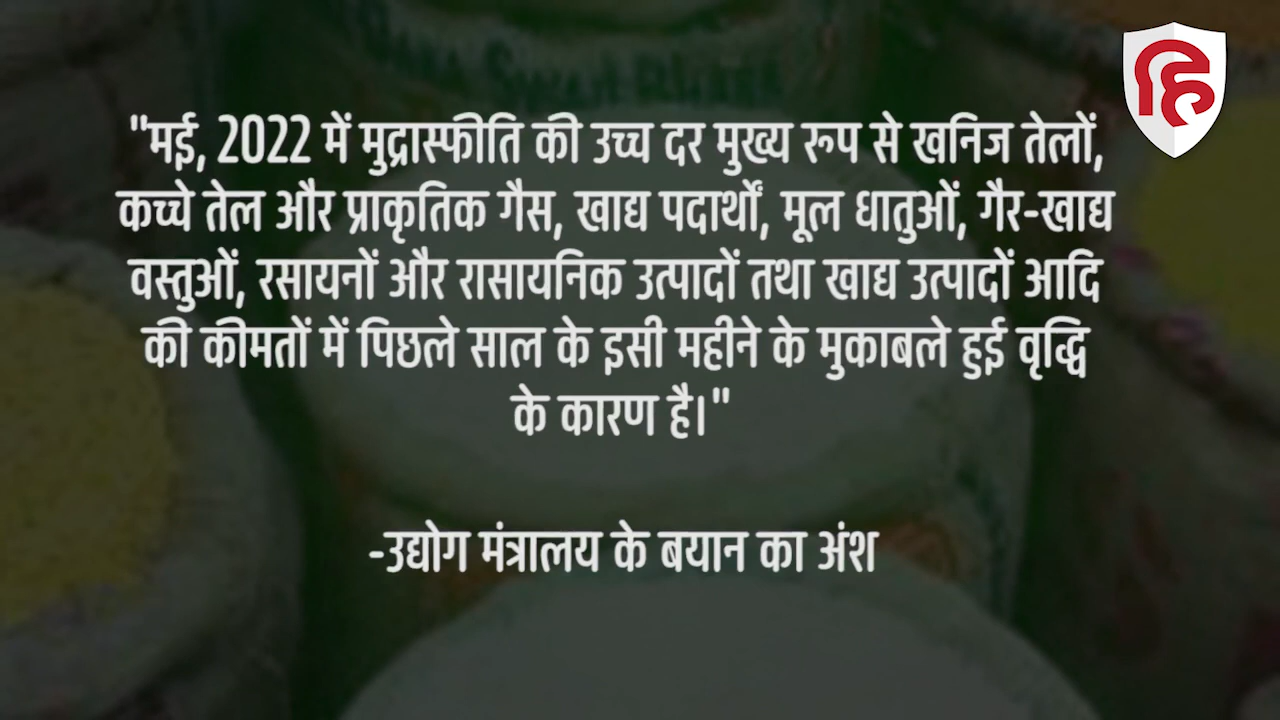 "मई, 2022 में मुद्रास्फीति की उच्च दर मुख्य रूप से खनिज तेलों,
कच्चे तेल और प्राकृतिक गैस, खाद्य पदार्थों, मूल धातुओं, गैर-खाद्य
वस्तुओं, रसायनों और रासायनिक उत्पादों तथा खाद्य उत्पादों आदि
की कीमतों में पिछले साल के इसी महीने के मुकाबले हुई वृद्धि
के कारण है।"
-उद्योग मंत्रालय के बयान का अंश